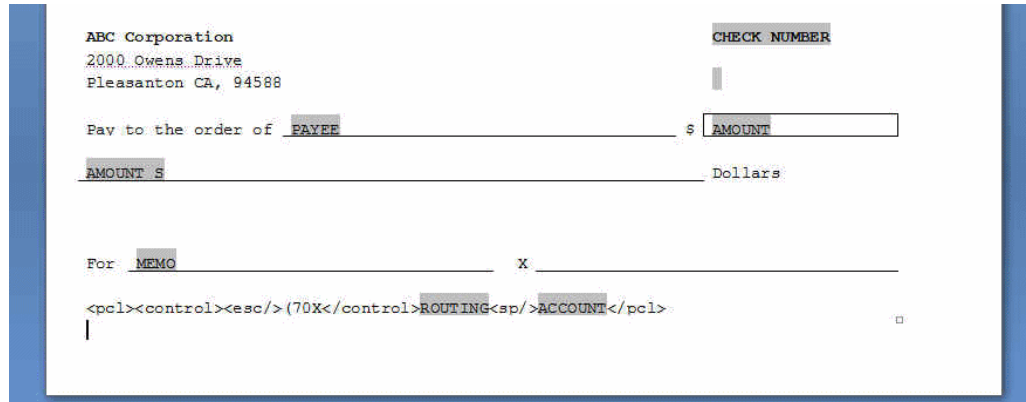 ABC Corporation CHECK NUMBER
2000 Owens Drive
Pleasanton CA, 94588
Pay to the order of PAYEE $ AMOUNT
AMOUNT S Dollars
For MEMO X
<pcl><control><esc/>(70X</control>ROUTING<sp/>ACCOUNT</pcl>